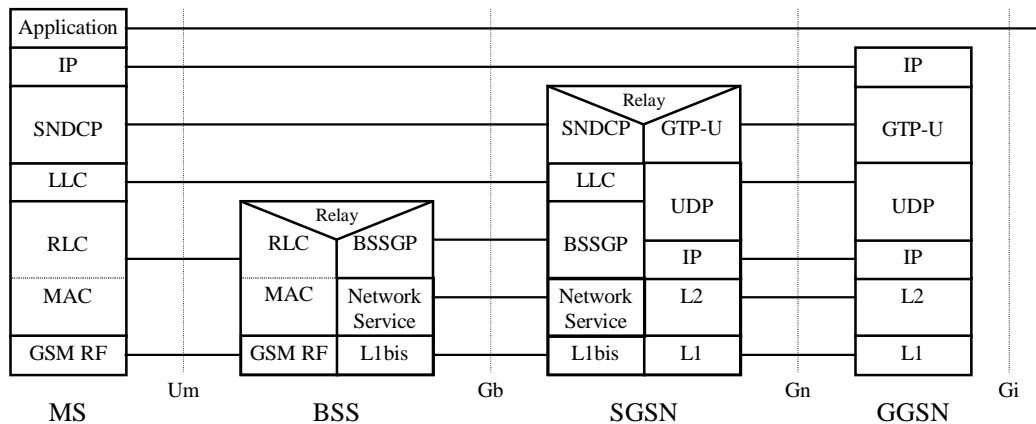 Application
IP
IP
Relay
SNDCP
SNDCP
GTP-U
GTP-U
LLC
LLC
UDP
UDP
Relay
RLC
RLC
BSSGP
BSSGP
IP
IP
MAC
MAC
Network
Service
Network
Service
L2
L2
GSM RF
GSM RF
L1bis
L1bis
L1
L1
Um
Gb
Gn
Gi
MS
BSS
SGSN
GGSN